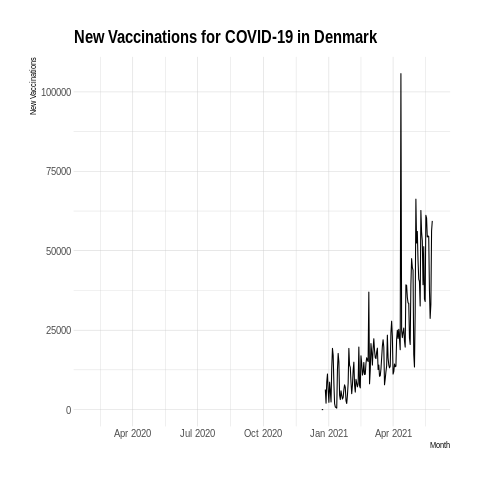 New Vaccinations for COVID-19 in Denmark
New Vaccinations
100000
75000
50000
25000
0
Apr 2020 Jul 2020 Oct 2020 Jan 2021 Apr 2021
Month